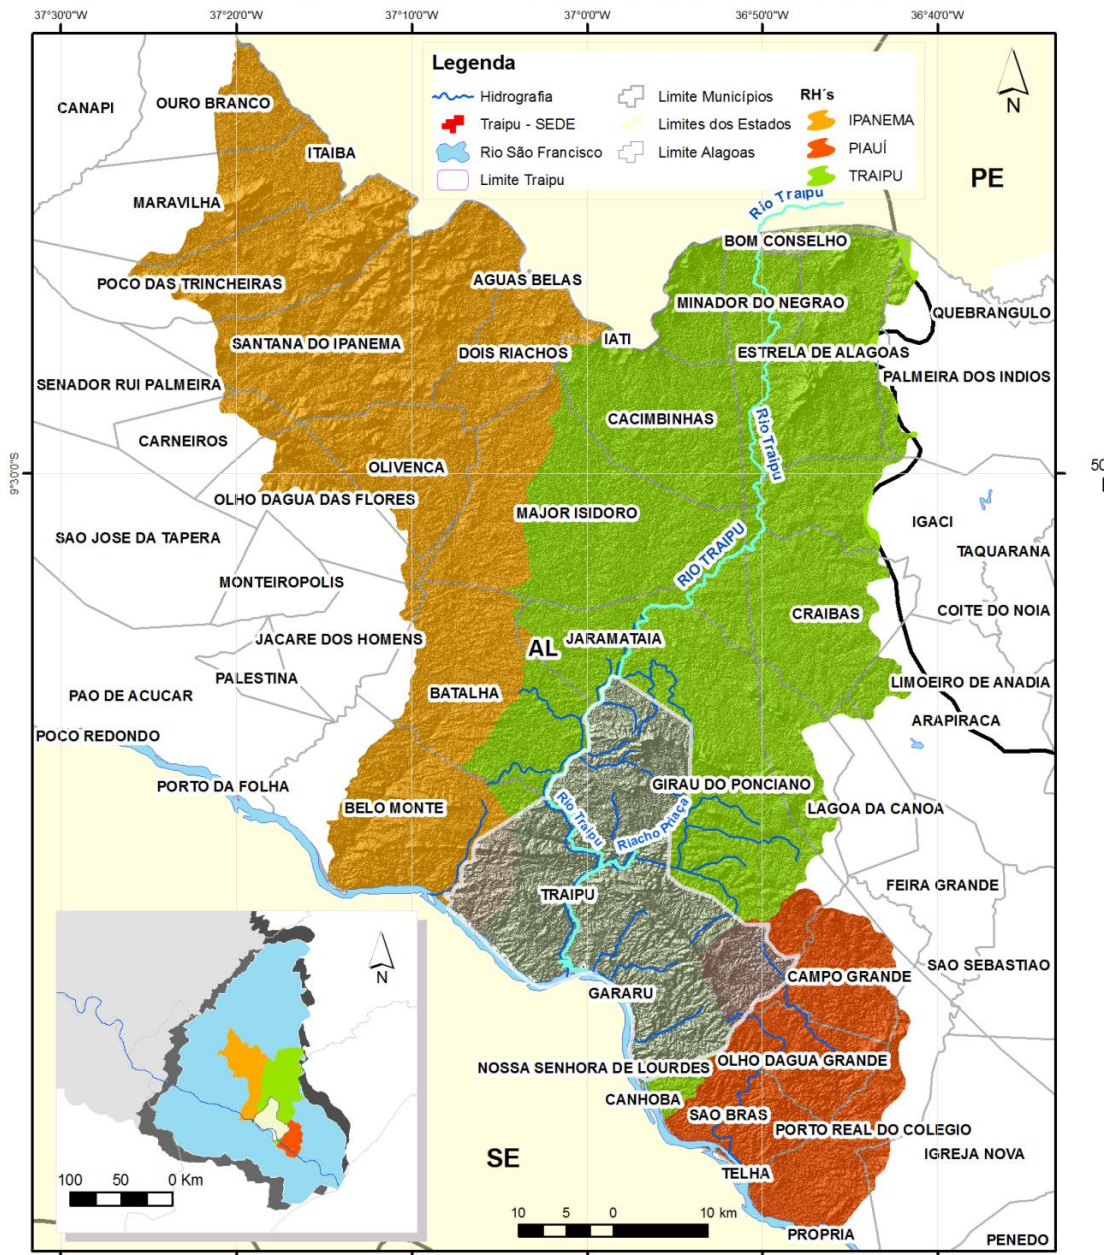 37°30'0"W
37°20'0"W
37°10'0"W
37°00'W
36°50'0"W
36°40'0"W
Legenda
Hidrografia
Traipu - SEDE
Rio São Francisco
Limite Traipu
Limite Municípios
Limites dos Estados
Limite Alagoas
RH´s
IPANEMA
PIAUÍ
TRAIPU
N
PE
CANAPI
OURO BRANCO
ITAIBA
MARAVILHA
Rio Traipu
BOM CONSELHO
POCO DAS TRINCHEIRAS
AGUAS BELAS
MINADOR DO NEGRAO
QUEBRANGULO
SANTANA DO IPANEMA
DOIS RIACHOS
IATI
ESTRELA DE ALAGOAS
SENADOR RUI PALMEIRA
PALMEIRA DOS INDIOS
CARNEIROS
CACIMBINHAS
Rio Traipu
9°30'0"S
50
OLIVENCA
OLHO DAGUA DAS FLORES
MAJOR ISIDORO
IGACI
SAO JOSE DA TAPERA
RIO TRAIPU
TAQUARANA
MONTEIROPOLIS
CRAIBAS
COITE DO NOIA
JACARE DOS HOMENS
AL
JARAMATAIA
PALESTINA
LIMOEIRO DE ANADIA
PAO DE ACUCAR
BATALHA
ARAPIRACA
POCO REDONDO
PORTO DA FOLHA
GIRAU DO PONCIANO
BELO MONTE
Rio Traipu
Riacho Priaça
LAGOA DA CANOA
TRAIPU
FEIRA GRANDE
N
CAMPO GRANDE
SAO SEBASTIAO
GARARU
NOSSA SENHORA DE LOURDES
OLHO DAGUA GRANDE
CANHOBA
SAO BRAS
PORTO REAL DO COLEGIO
IGREJA NOVA
SE
TELHA
100 50 0 Km
10 5 0 10 km
PROPRIA
PENEDO